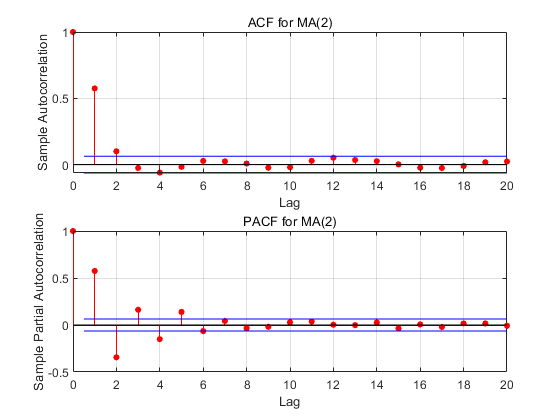 ACF for MA(2)
Sample Autocorrelation
1
0.5
0
0 2 4 6 8 10 12 14 16 18 20
Lag
PACF for MA(2)
Sample Partial Autocorrelation
1
0.5
0
-0.5
0 2 4 6 8 10 12 14 16 18 20
Lag